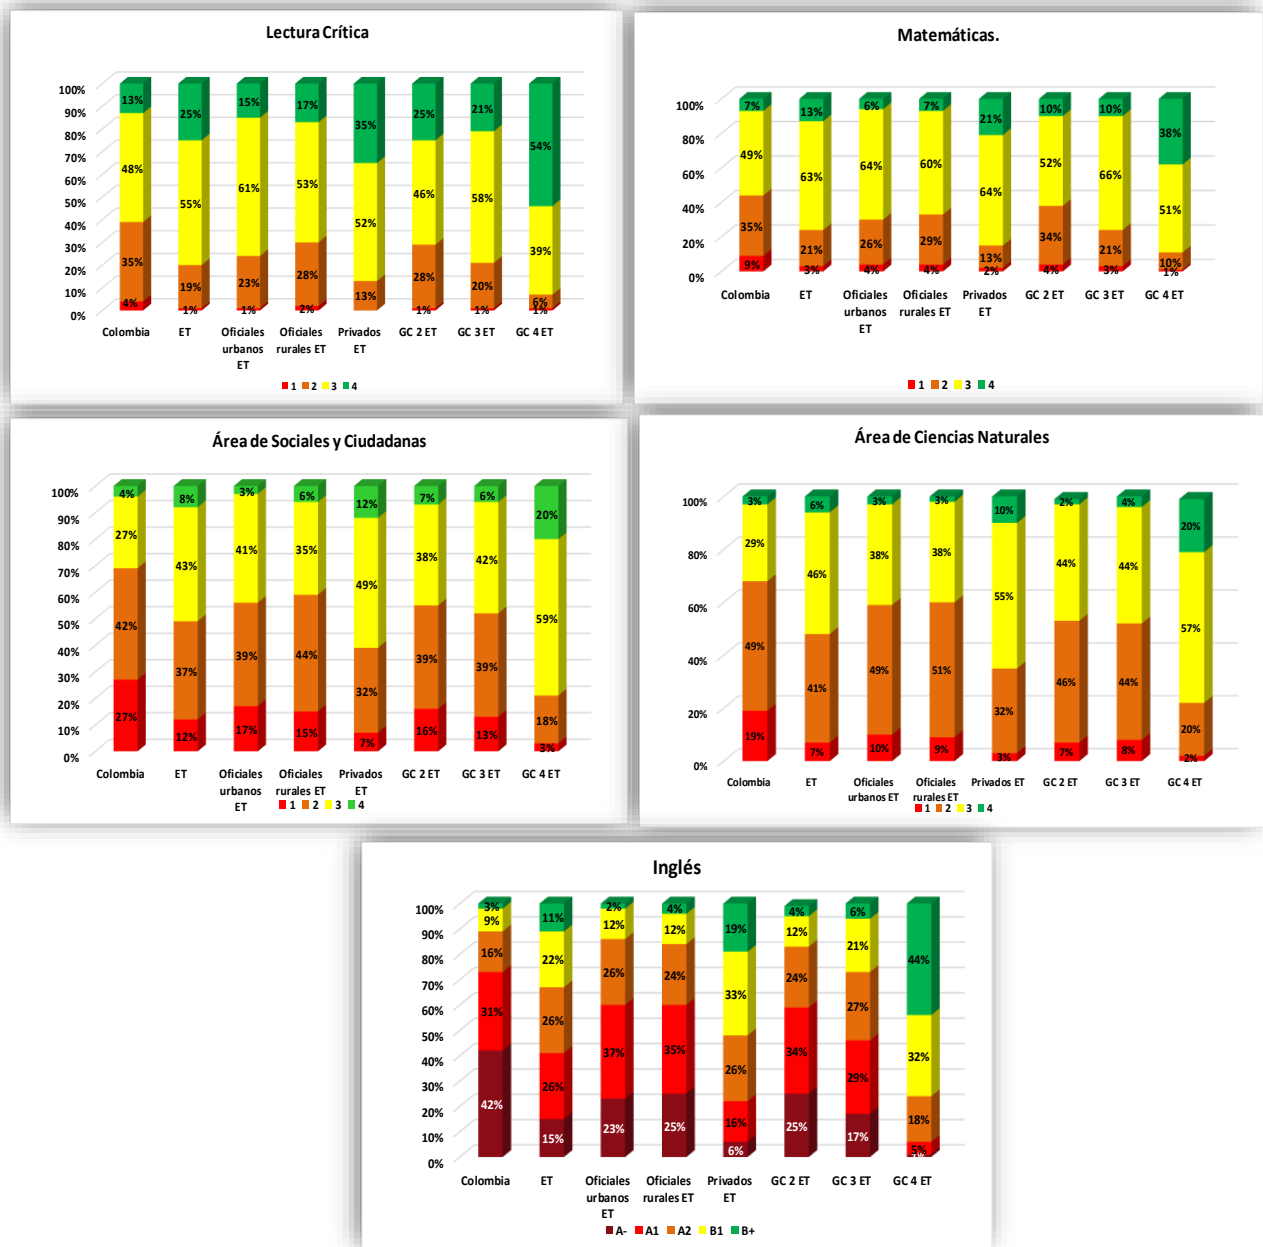 Lectura Crítica
100%
90%
80%
70%
60%
50%
40%
30%
20%
10%
0%
13% 25% 15% 17% 35% 25% 21% 54%
48% 55% 61% 53% 52% 46% 58% 39%
35% 19% 23% 28% 13% 28% 20% 6%
4% 1% 1% 2% 1% 1% 1%
Colombia ET Oficiales urbanos ET Oficiales rurales ET Privados ET GC 2 ET GC 3 ET GC 4 ET
1 2 3 4
Matemáticas.
100%
80%
60%
40%
20%
0%
7% 13% 6% 7% 21% 10% 10% 38%
49% 63% 64% 60% 64% 52% 66% 51%
35% 21% 26% 29% 13% 34% 21% 10%
9% 3% 4% 4% 2% 4% 3% 1%
Colombia ET Oficiales urbanos ET Oficiales rurales ET Privados ET GC 2 ET GC 3 ET GC 4 ET
1 2 3 4
Área de Sociales y Ciudadanas
100%
90%
80%
70%
60%
50%
40%
30%
20%
10%
0%
4% 8% 3% 6% 12% 7% 6% 20%
27% 43% 41% 35% 49% 38% 42% 59%
42% 37% 39% 44% 32% 39% 39% 18%
27% 12% 17% 15% 7% 16% 13% 3%
Colombia ET Oficiales urbanos ET Oficiales rurales ET Privados ET GC 2 ET GC 3 ET GC 4 ET
1 2 3 4
Área de Ciencias Naturales
100%
80%
60%
40%
20%
0%
3% 6% 3% 3% 10% 2% 4% 20%
29% 46% 38% 38% 55% 44% 44% 57%
49% 41% 49% 51% 32% 46% 44% 20%
19% 7% 10% 9% 3% 7% 8% 2%
Colombia ET Oficiales urbanos ET Oficiales rurales ET Privados ET GC 2 ET GC 3 ET GC 4 ET
1 2 3 4
Inglés
100%
90%
80%
70%
60%
50%
40%
30%
20%
10%
0%
3% 11% 2% 4% 19% 4% 6% 44%
9% 22% 12% 12% 33% 12% 21% 32%
16% 26% 26% 24% 26% 24% 27% 18%
31% 26% 37% 35% 16% 34% 29% 5%
42% 15% 23% 25% 6% 25% 17%
Colombia ET Oficiales urbanos ET Oficiales rurales ET Privados ET GC 2 ET GC 3 ET GC 4 ET
A- A1 A2 B1 B+